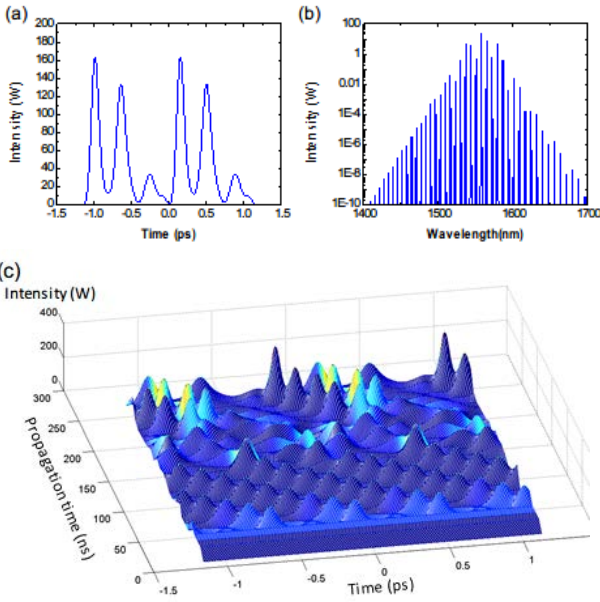 (a)
Intensity (W)
200
180
160
140
120
100
80
60
40
20
0
-1.5 -1.0 -0.5 0.0 0.5 1.0 1.5
Time (ps)
(b)
Intensity (W)
100
1
0.01
1E-4
1E-6
1E-8
1E-10
1400 1500 1600 1700
Wavelength(nm)
(c)
Intensity (W)
400
200
0
300
250
200
150
100
50
0
Propagation time (ns)
-1.5 -1 -0.5 0 0.5 1
Time (ps)